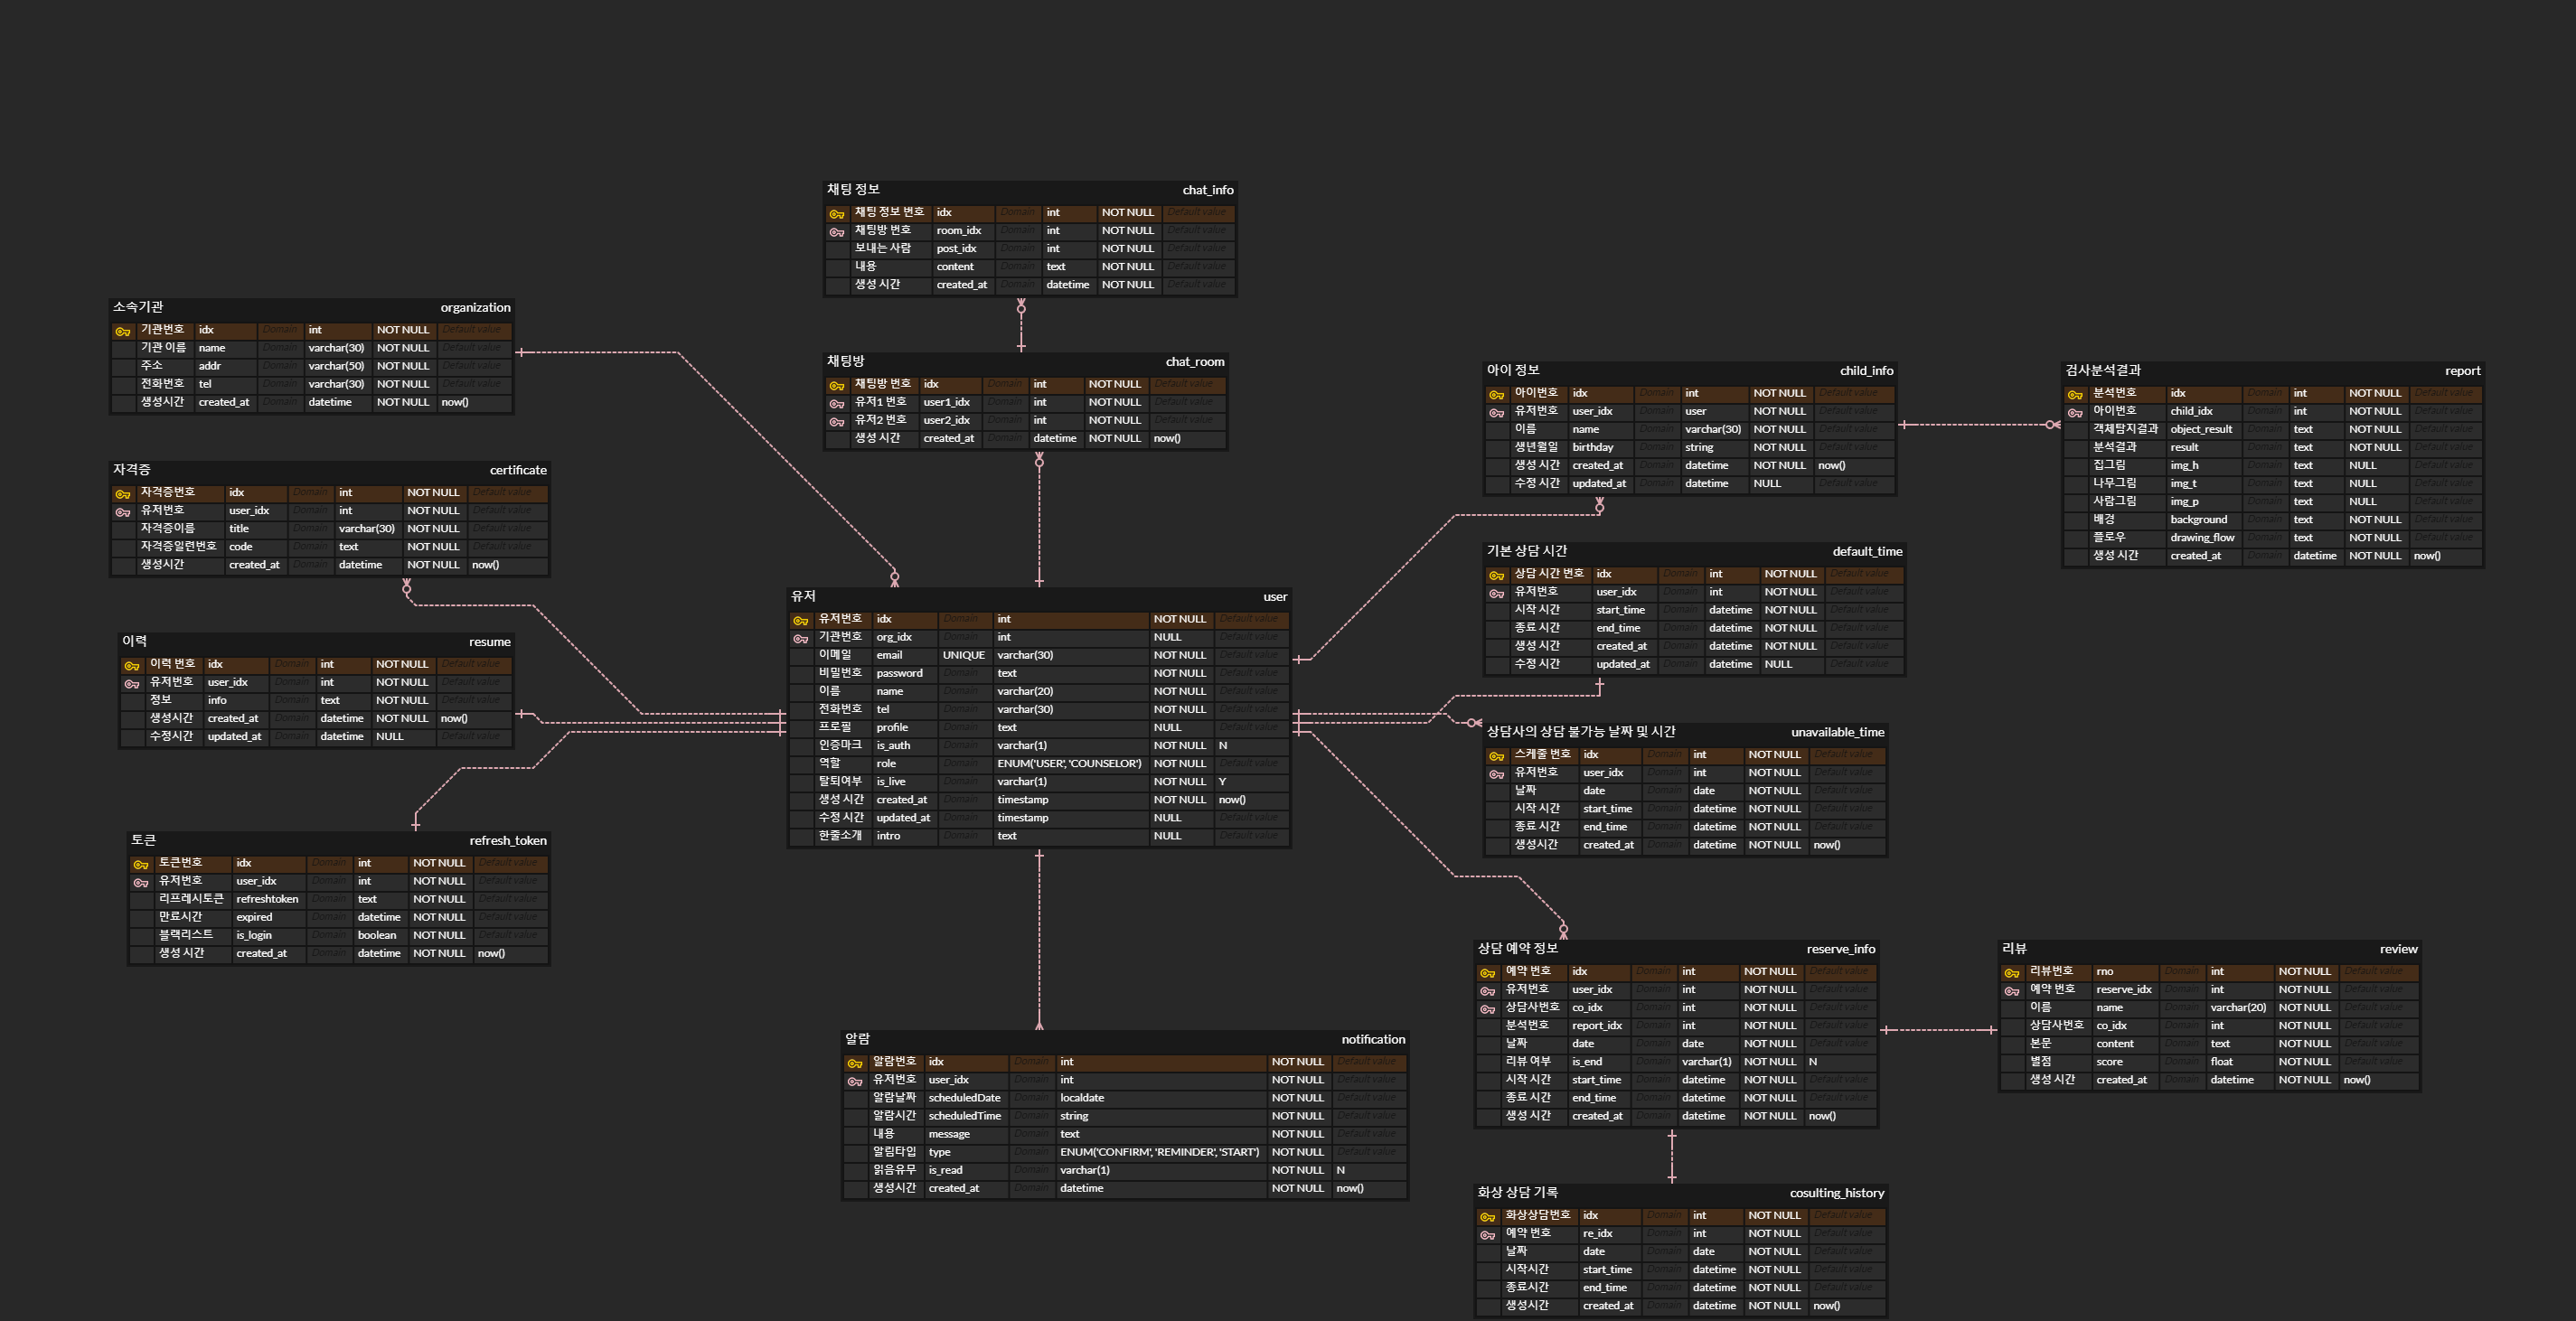 채팅 정보 chat_info
채팅 정보 번호 idx Domain int NOT NULL Default value
채팅방 번호 room_idx Domain int NOT NULL Default value
보내는 사람 post_idx Domain int NOT NULL Default value
내용 content Domain text NOT NULL Default value
생성 시간 created_at Domain datetime NOT NULL Default value
소속기관 organization
기관번호 idx Domain int NOT NULL Default value
기관 이름 name Domain varchar(30) NOT NULL Default value
주소 addr Domain varchar(50) NOT NULL Default value
전화번호 tel Domain varchar(30) NOT NULL Default value
생성시간 created_at Domain datetime NOT NULL now()
채팅방 chat_room
채팅방 번호 idx Domain int NOT NULL Default value
유저1 번호 user1_idx Domain int NOT NULL Default value
유저2 번호 user2_idx Domain int NOT NULL Default value
생성 시간 created_at Domain datetime NOT NULL now()
아이 정보 child_info
아이번호 idx Domain int NOT NULL Default value
유저번호 user_idx Domain user NOT NULL Default value
이름 name Domain varchar(30) NOT NULL Default value
생년월일 birthday Domain string NOT NULL Default value
생성 시간 created_at Domain datetime NOT NULL now()
수정 시간 updated_at Domain datetime NULL Default value
검사분석결과 report
분석번호 idx Domain int NOT NULL Default value
아이번호 child_idx Domain int NOT NULL Default value
객체탐지결과 object_result Domain text NOT NULL Default value
분석결과 result Domain text NOT NULL Default value
집그림 img_h Domain text NULL Default value
나무그림 img_t Domain text NULL Default value
사람그림 img_p Domain text NULL Default value
배경 background Domain text NOT NULL Default value
플로우 drawing_flow Domain text NOT NULL Default value
생성 시간 created_at Domain datetime NOT NULL now()
자격증 certificate
자격증번호 idx Domain int NOT NULL Default value
유저번호 user_idx Domain int NOT NULL Default value
자격증이름 title Domain varchar(30) NOT NULL Default value
자격증일련번호 code Domain text NOT NULL Default value
생성시간 created_at Domain datetime NOT NULL now()
기본 상담 시간 default_time
상담 시간 번호 idx Domain int NOT NULL Default value
유저번호 user_idx Domain int NOT NULL Default value
시작 시간 start_time Domain datetime NOT NULL Default value
종료 시간 end_time Domain datetime NOT NULL Default value
생성 시간 created_at Domain datetime NOT NULL Default value
수정 시간 updated_at Domain datetime NULL Default value
유저 user
유저번호 idx Domain int NOT NULL Default value
기관번호 org_idx Domain int NULL Default value
이메일 email UNIQUE varchar(30) NOT NULL Default value
비밀번호 password Domain text NOT NULL Default value
이름 name Domain varchar(20) NOT NULL Default value
전화번호 tel Domain varchar(30) NOT NULL Default value
프로필 profile Domain text NULL Default value
인증마크 is_auth Domain varchar(1) NOT NULL N
역할 role Domain ENUM('USER', 'COUNSELOR') NOT NULL Default value
탈퇴여부 is_live Domain varchar(1) NOT NULL Y
생성 시간 created_at Domain timestamp NOT NULL now()
수정 시간 updated_at Domain timestamp NULL Default value
한줄소개 intro Domain text NULL Default value
이력 resume
이력 번호 idx Domain int NOT NULL Default value
유저번호 user_idx Domain int NOT NULL Default value
정보 info Domain text NOT NULL Default value
생성시간 created_at Domain datetime NOT NULL now()
수정시간 updated_at Domain datetime NULL Default value
상담사의 상담 불가능 날짜 및 시간 unavailable_time
스케줄 번호 idx Domain int NOT NULL Default value
유저번호 user_idx Domain int NOT NULL Default value
날짜 date Domain date NOT NULL Default value
시작 시간 start_time Domain datetime NOT NULL Default value
종료 시간 end_time Domain datetime NOT NULL Default value
생성시간 created_at Domain datetime NOT NULL now()
토큰 refresh_token
토큰번호 idx Domain int NOT NULL Default value
유저번호 user_idx Domain int NOT NULL Default value
리프레시토큰 refreshtoken Domain text NOT NULL Default value
만료시간 expired Domain datetime NOT NULL Default value
블랙리스트 is_login Domain boolean NOT NULL Default value
생성 시간 created_at Domain datetime NOT NULL now()
상담 예약 정보 reserve_info
예약 번호 idx Domain int NOT NULL Default value
유저번호 user_idx Domain int NOT NULL Default value
상담사번호 co_idx Domain int NOT NULL Default value
분석번호 report_idx Domain int NOT NULL Default value
날짜 date Domain date NOT NULL Default value
리뷰 여부 is_end Domain varchar(1) NOT NULL N
시작 시간 start_time Domain datetime NOT NULL Default value
종료 시간 end_time Domain datetime NOT NULL Default value
생성 시간 created_at Domain datetime NOT NULL now()
리뷰 review
리뷰번호 rno Domain int NOT NULL Default value
예약 번호 reserve_idx Domain int NOT NULL Default value
이름 name Domain varchar(20) NOT NULL Default value
상담사번호 co_idx Domain int NOT NULL Default value
본문 content Domain text NOT NULL Default value
별점 score Domain float NOT NULL Default value
생성 시간 created_at Domain datetime NOT NULL now()
알람 notification
알람번호 idx Domain int NOT NULL Default value
유저번호 user_idx Domain int NOT NULL Default value
알람날짜 scheduledDate Domain localdate NOT NULL Default value
알람시간 scheduledTime Domain string NOT NULL Default value
내용 message Domain text NOT NULL Default value
알림타입 type Domain ENUM('CONFIRM', 'REMINDER', 'START') NOT NULL Default value
읽음유무 is_read Domain varchar(1) NOT NULL N
생성시간 created_at Domain datetime NOT NULL now()
화상 상담 기록 cosulting_history
화상상담번호 idx Domain int NOT NULL Default value
예약 번호 re_idx Domain int NOT NULL Default value
날짜 date Domain date NOT NULL Default value
시작시간 start_time Domain datetime NOT NULL Default value
종료시간 end_time Domain datetime NOT NULL Default value
생성시간 created_at Domain datetime NOT NULL now()